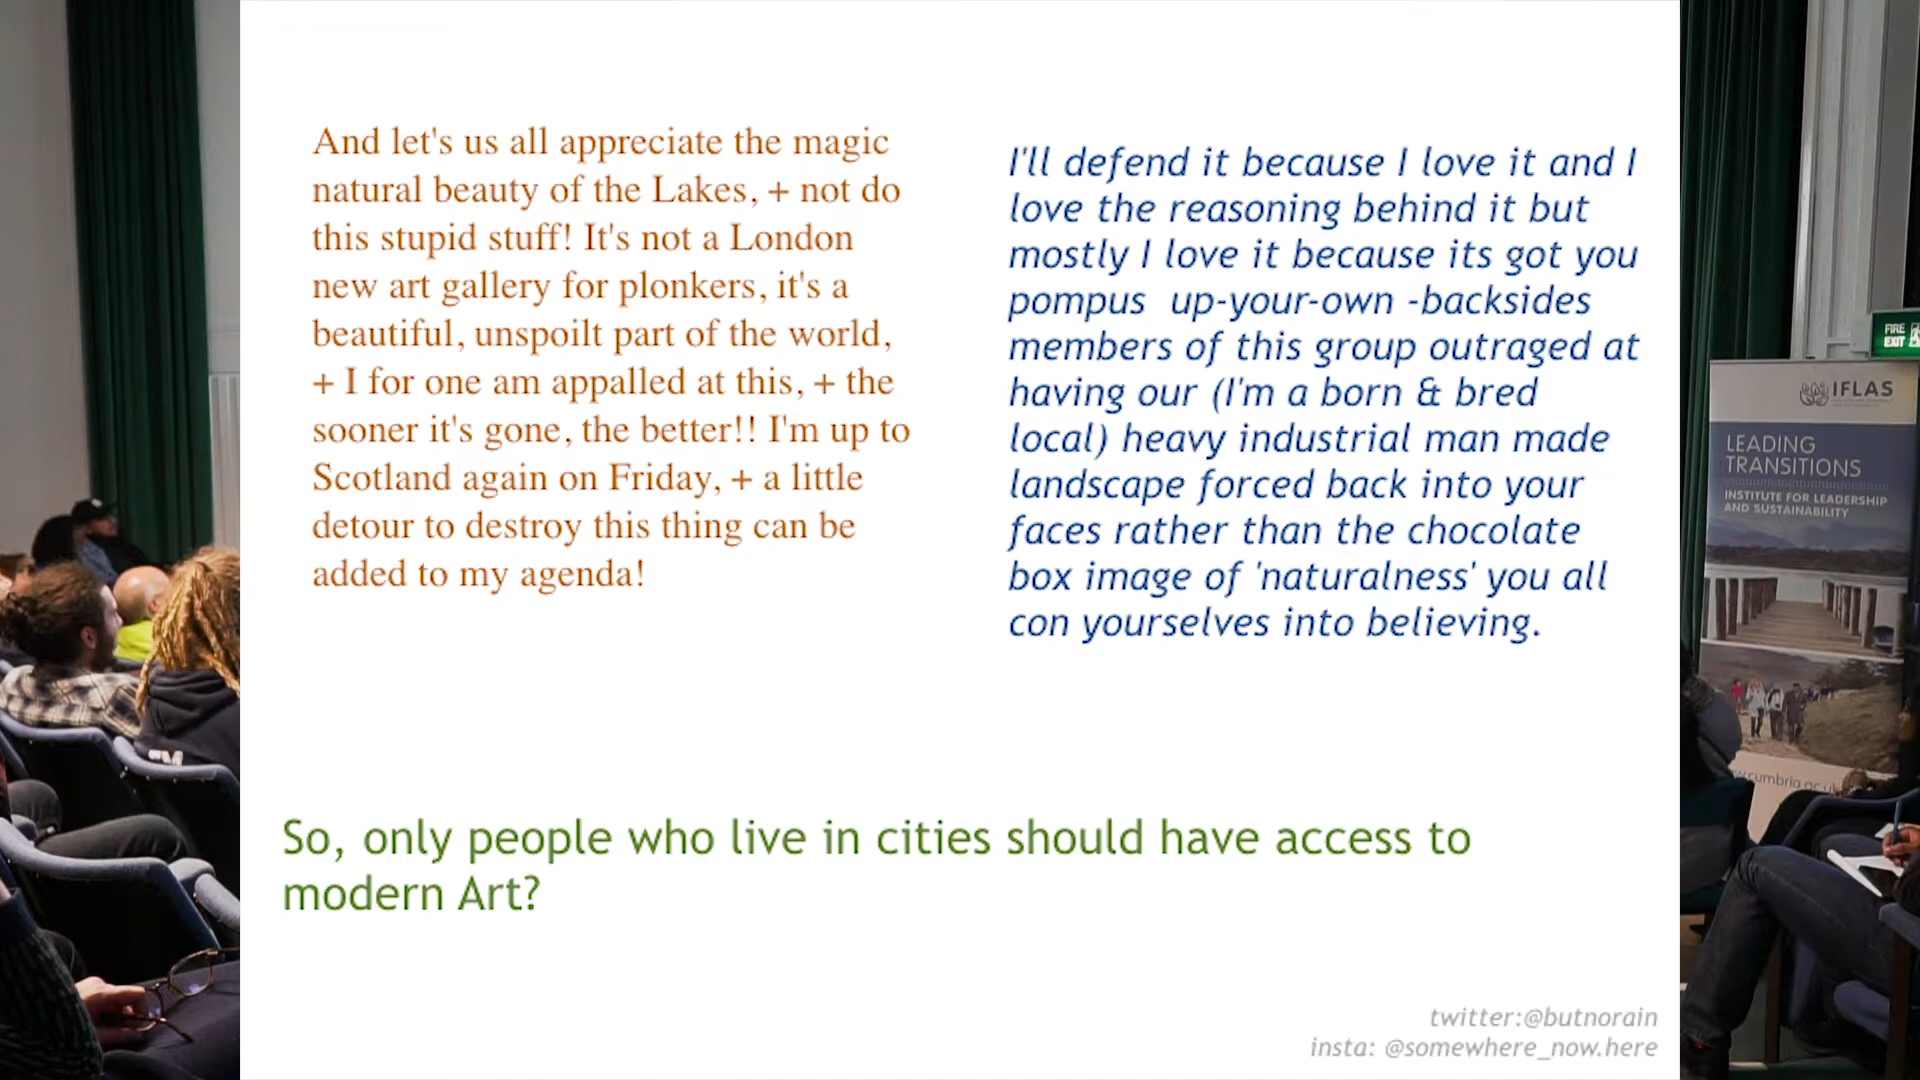 And let's us all appreciate the magic
natural beauty of the Lakes, + not do
this stupid stuff! It's not a London
new art gallery for plonkers, it's a
beautiful, unspoilt part of the world,
+ I for one am appalled at this, + the
sooner it's gone, the better!! I'm up to
Scotland again on Friday, + a little
detour to destroy this thing can be
added to my agenda!
I'll defend it because I love it and I
love the reasoning behind it but
mostly I love it because its got you
pompus up-your-own -backsides
members of this group outraged at
having our (I'm a born & bred
local) heavy industrial man made
landscape forced back into your
faces rather than the chocolate
box image of 'naturalness' you all
con yourselves into believing.
So, only people who live in cities should have access to
modern Art?
twitter:@butnorain
insta: @somewhere_now.here
FIRE
EXIT
IFLAS
LEADING
TRANSITIONS
INSTITUTE FOR LEADERSHIP
AND SUSTAINABILITY